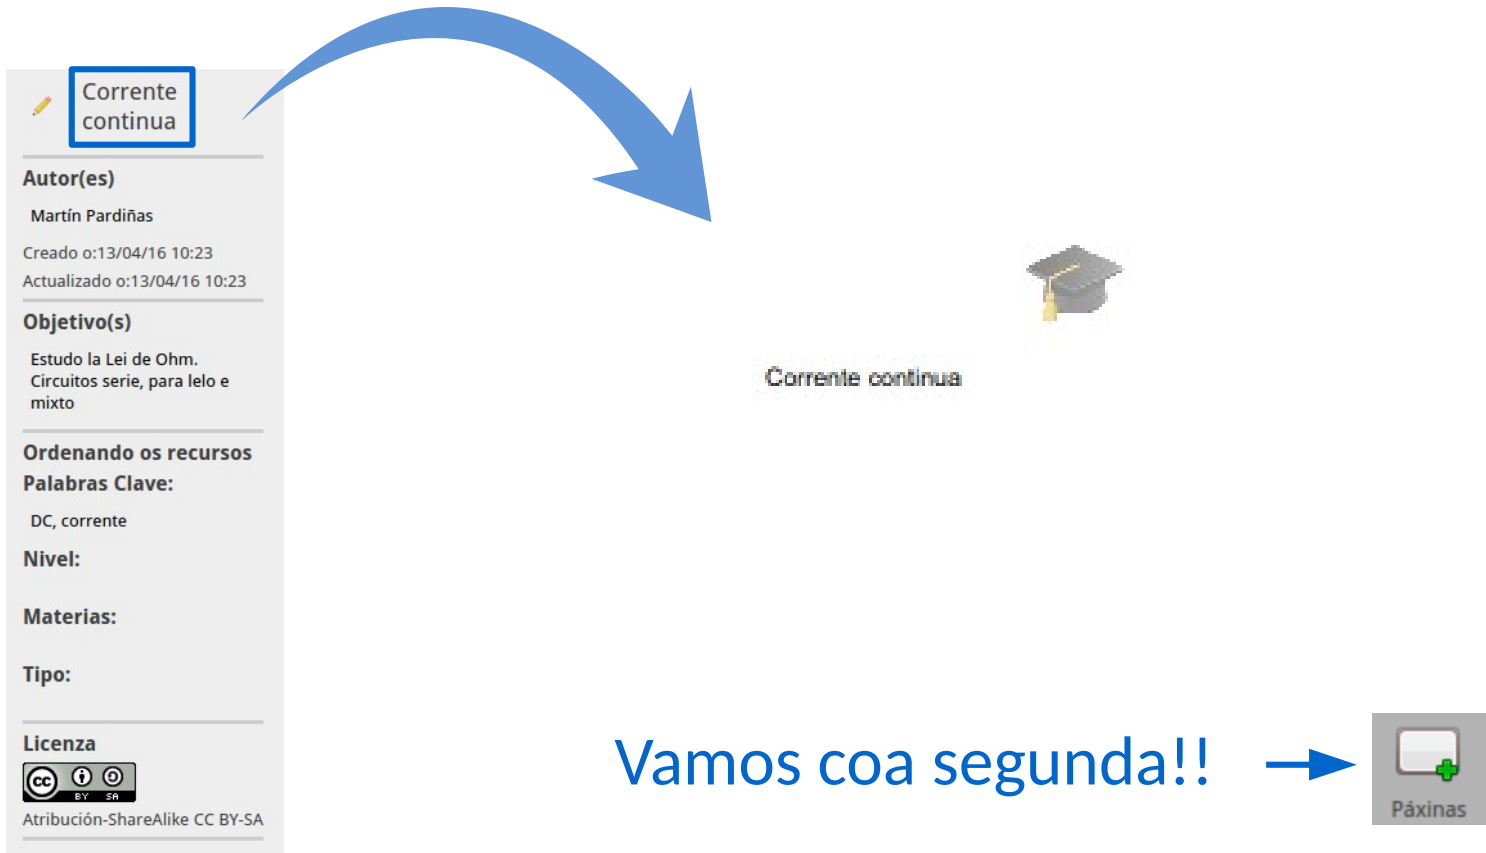 Corrente
continua
Autor(es)
Martín Pardiñas
Creado o:13/04/16 10:23
Actualizado o:13/04/16 10:23
Objetivo(s)
Estudo la Lei de Ohm.
Circuitos serie, para lelo e
mixto
Ordenando os recursos
Palabras Clave:
DC, corrente
Nivel:
Materias:
Tipo:
Licenza
cc BY SA
Atribución-ShareAlike CC BY-SA
Corrente continua
Vamos coa segunda!!
Páxinas